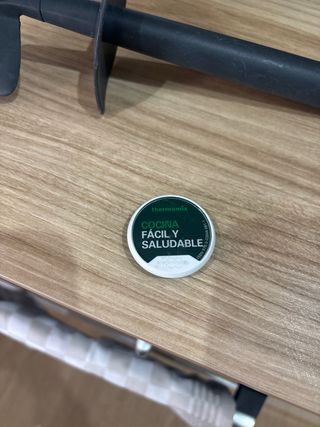 thermomix
COCINA
FÁCIL Y
SALUDABLE